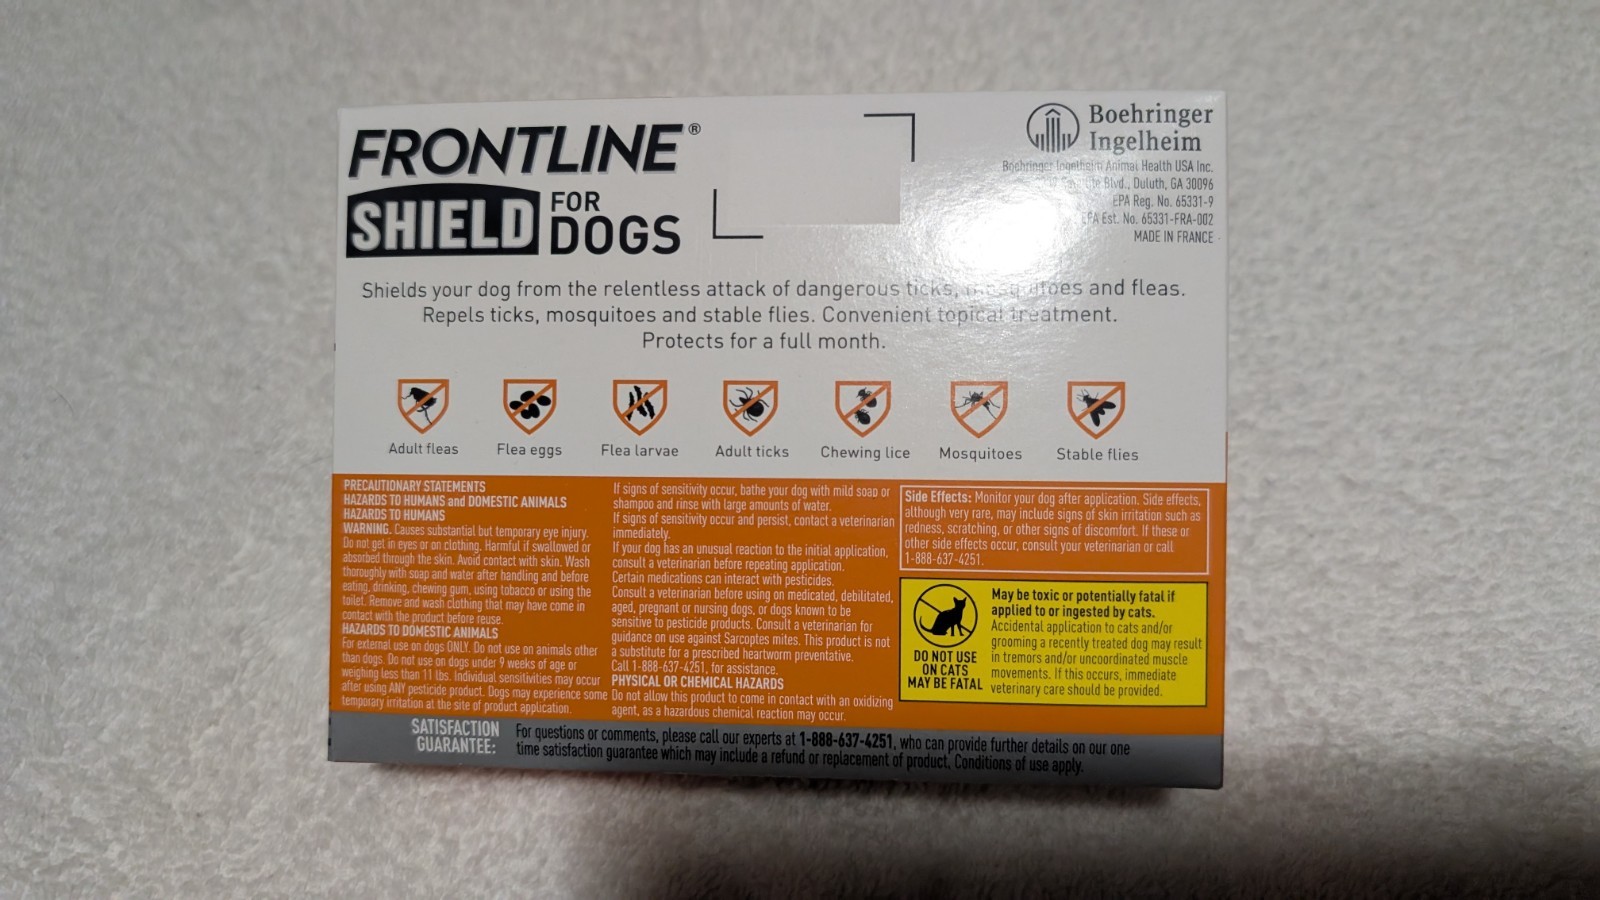 FRONTLINE®
SHIELD FOR DOGS
Boehringer
Ingelheim
Boehringer Ingelheim Animal Health USA Inc.
Blvd., Duluth, GA 30096
EPA Reg. No. 65331-9
EPA Est. No. 65331-FRA-002
MADE IN FRANCE
Shields your dog from the relentless attack of dangerous ticks, mosquitoes and fleas.
Repels ticks, mosquitoes and stable flies. Convenient topical treatment.
Protects for a full month.
Adult fleas
Flea eggs
Flea larvae
Adult ticks
Chewing lice
Mosquitoes
Stable flies
PRECAUTIONARY STATEMENTS
HAZARDS TO HUMANS and DOMESTIC ANIMALS
HAZARDS TO HUMANS
WARNING. Causes substantial but temporary eye injury.
Do not get in eyes or on clothing. Harmful if swallowed or
absorbed through the skin. Avoid contact with skin. Wash
thoroughly with soap and water after handling and before
eating, drinking, chewing gum, using tobacco or using the
toilet. Remove and wash clothing that may have come in
contact with the product before reuse.
HAZARDS TO DOMESTIC ANIMALS
For external use on dogs ONLY. Do not use on animals other
than dogs. Do not use on dogs under 9 weeks of age or
weighing less than 11 lbs. Individual sensitivities may occur
after using ANY pesticide product. Dogs may experience some
temporary irritation at the site of product application.
If signs of sensitivity occur, bathe your dog with mild soap or
shampoo and rinse with large amounts of water.
If signs of sensitivity occur and persist, contact a veterinarian
immediately.
If your dog has an unusual reaction to the initial application,
consult a veterinarian before repeating application.
Certain medications can interact with pesticides.
Consult a veterinarian before using on medicated, debilitated,
aged, pregnant or nursing dogs, or dogs known to be
sensitive to pesticide products. Consult a veterinarian for
guidance on use against Sarcoptes mites. This product is not
a substitute for a prescribed heartworm preventative.
Call 1-888-637-4251, for assistance.
PHYSICAL OR CHEMICAL HAZARDS
Do not allow this product to come in contact with an oxidizing
agent, as a hazardous chemical reaction may occur.
Side Effects: Monitor your dog after application. Side effects,
although very rare, may include signs of skin irritation such as
redness, scratching, or other signs of discomfort. If these or
other side effects occur, consult your veterinarian or call
1-888-637-4251.
DO NOT USE
ON CATS
MAY BE FATAL
May be toxic or potentially fatal if
applied to or ingested by cats.
Accidental application to cats and/or
grooming a recently treated dog may result
in tremors and/or uncoordinated muscle
movements. If this occurs, immediate
veterinary care should be provided.
SATISFACTION
GUARANTEE:
For questions or comments, please call our experts at 1-888-637-4251, who can provide further details on our one
time satisfaction guarantee which may include a refund or replacement of product. Conditions of use apply.